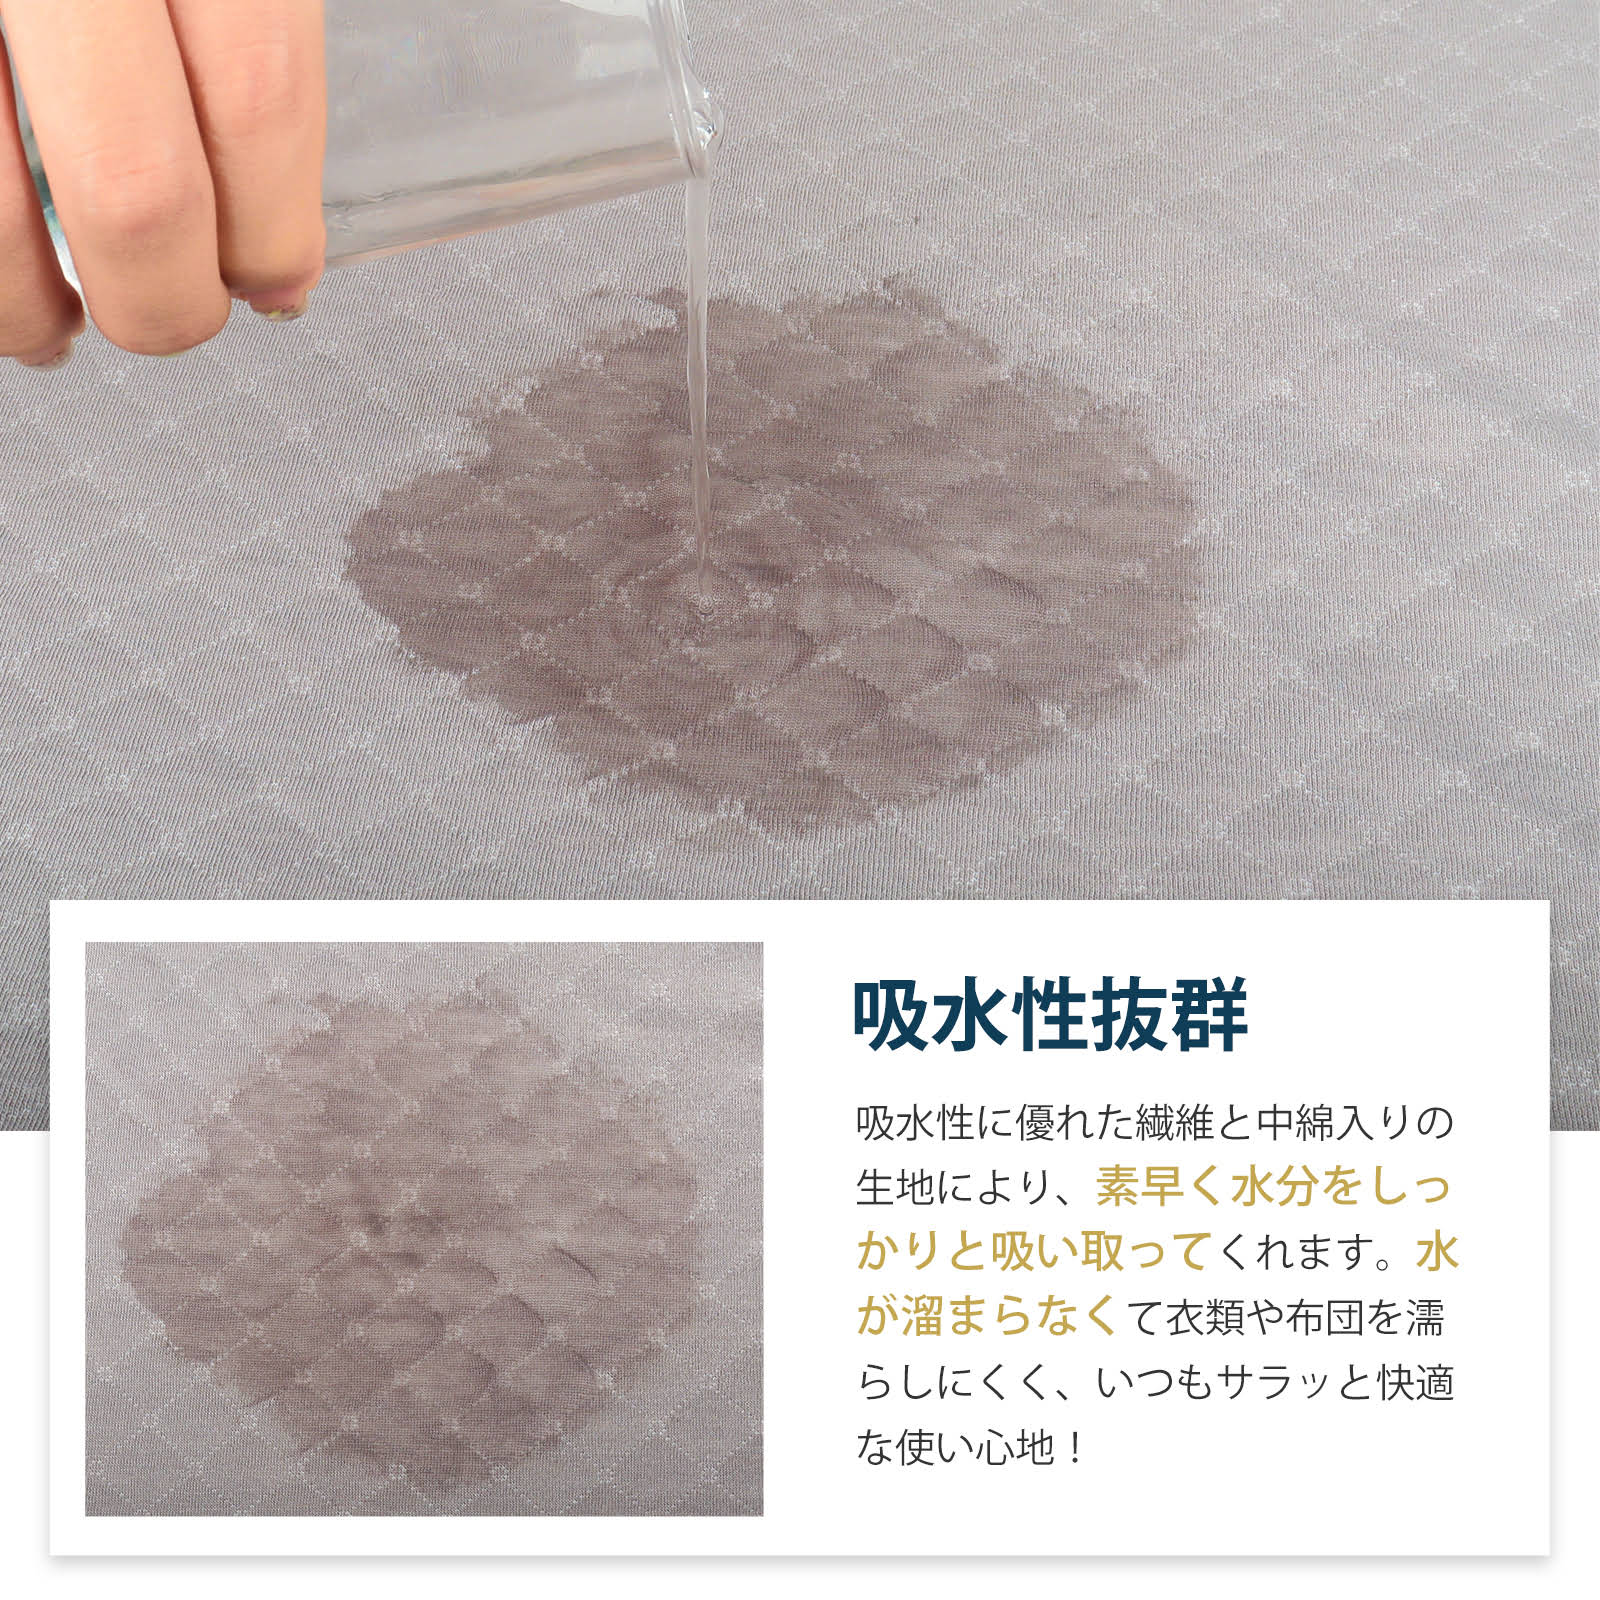 吸水性抜群
吸水性に優れた繊維と中綿入りの
生地により、素早く水分をしっ
かりと吸い取ってくれます。水
が溜まらなくて衣類や布団を濡
らしにくく、いつもサラッと快適
な使い心地！